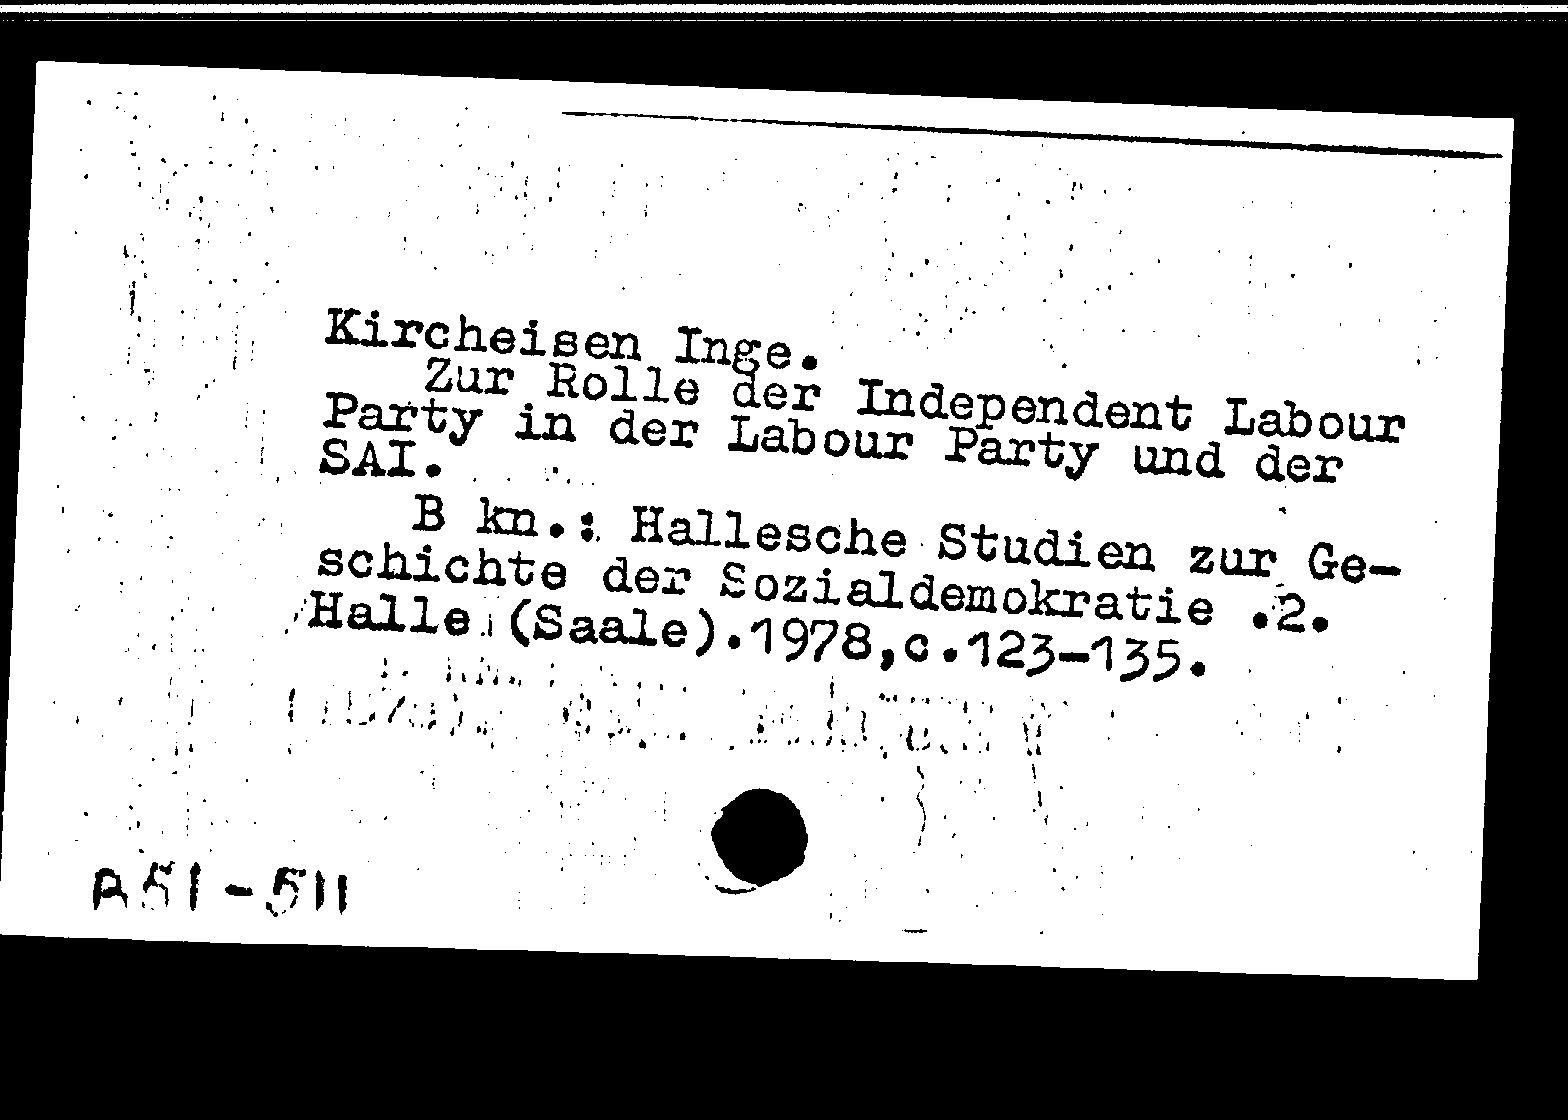 Kircheisen Inge.
Zur Rolle der Independent Labour
Party in der Labour Party und der
SAI.
В кн.: Hallesche Studien zur Ge-
schichte der Sozialdemokratie .2.
Halle (Saale).1978,с.123-135.
A51-511